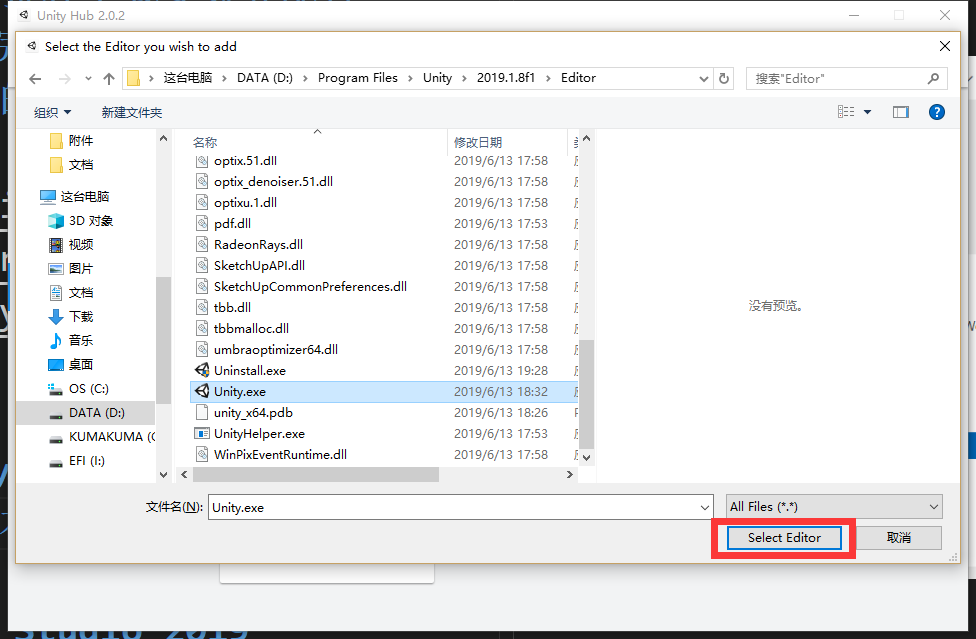 Unity Hub 2.0.2
Select the Editor you wish to add
这台电脑 › DATA (D:) › Program Files › Unity › 2019.1.8f1 › Editor
搜索"Editor"
组织 新建文件夹
附件
文档
这台电脑
3D 对象
视频
图片
文档
下载
音乐
桌面
OS (C:)
DATA (D:)
KUMAKUMA (
EFI (I:)
名称 修改日期
optix.51.dll 2019/6/13 17:58
optix_denoiser.51.dll 2019/6/13 17:58
optixu.1.dll 2019/6/13 17:58
pdf.dll 2019/6/13 17:53
RadeonRays.dll 2019/6/13 17:58
SketchUpAPI.dll 2019/6/13 17:58
SketchUpCommonPreferences.dll 2019/6/13 17:58
tbb.dll 2019/6/13 17:58
tbbmalloc.dll 2019/6/13 17:58
umbraoptimizer64.dll 2019/6/13 17:58
Uninstall.exe 2019/6/13 19:28
Unity.exe 2019/6/13 18:32
unity_x64.pdb 2019/6/13 18:26
UnityHelper.exe 2019/6/13 17:53
WinPixEventRuntime.dll 2019/6/13 17:58
没有预览。
文件名(N): Unity.exe
All Files (*.*)
Select Editor 取消
Studio 2019